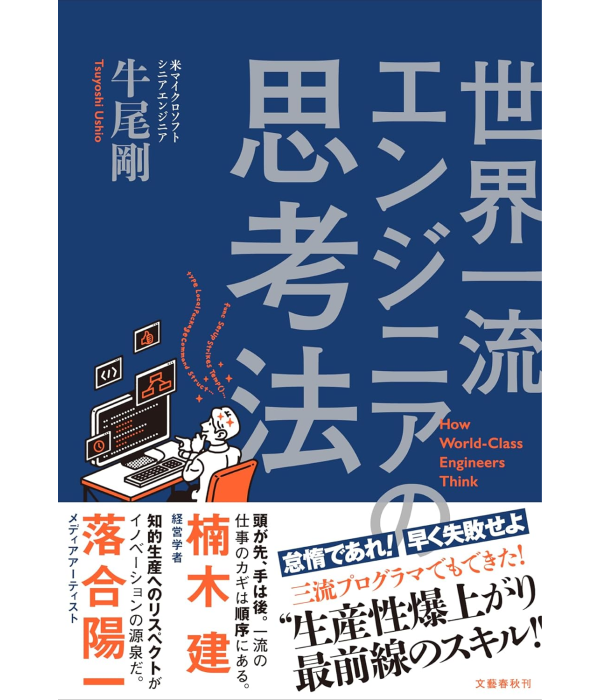 世界一流
エンジニアの
思考法
米マイクロソフト
シニアエンジニア
牛尾剛
Tsuyoshi Ushio
How
World-Class
Engineers
Think
type LocalPackageCommand struct{
func SetUp Strings Temp() {
</>
怠惰であれ! 早く失敗せよ
三流プログラマでもできた!
“生産性爆上がり
最前線のスキル!!
頭が先、手は後。一流の
仕事のカギは順序にある。
経営学者
楠木 建
知的生産へのリスペクトが
イノベーションの源泉だ。
メディアアーティスト
落合陽一
文藝春秋刊